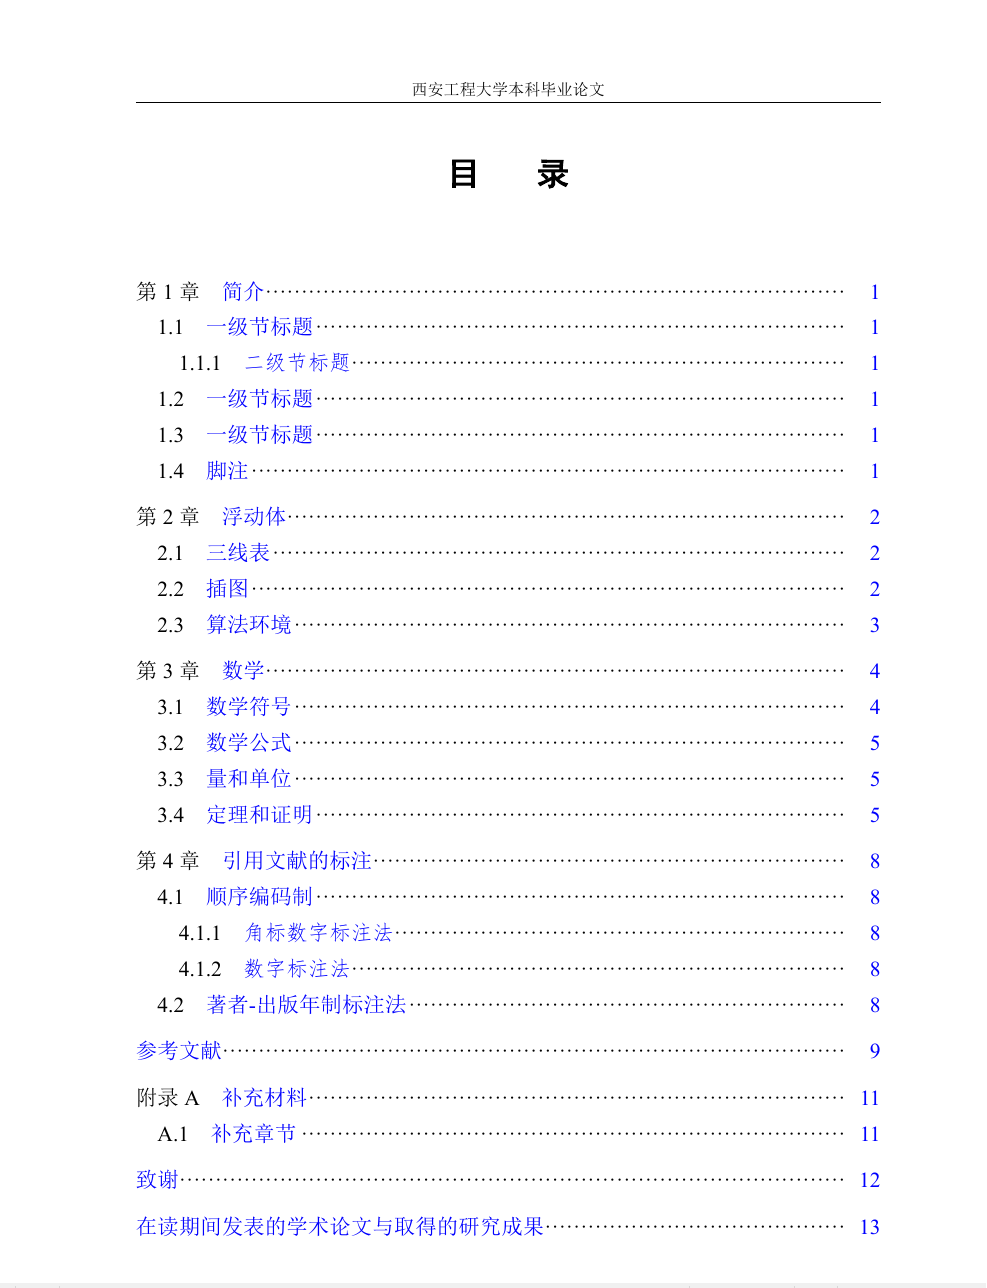 西安工程大学本科毕业论文
目 录
第 1 章 简介 1
1.1 一级节标题 1
1.1.1 二级节标题 1
1.2 一级节标题 1
1.3 一级节标题 1
1.4 脚注 1
第 2 章 浮动体 2
2.1 三线表 2
2.2 插图 2
2.3 算法环境 3
第 3 章 数学 4
3.1 数学符号 4
3.2 数学公式 5
3.3 量和单位 5
3.4 定理和证明 5
第 4 章 引用文献的标注 8
4.1 顺序编码制 8
4.1.1 角标数字标注法 8
4.1.2 数字标注法 8
4.2 著者-出版年制标注法 8
参考文献 9
附录 A 补充材料 11
A.1 补充章节 11
致谢 12
在读期间发表的学术论文与取得的研究成果 13